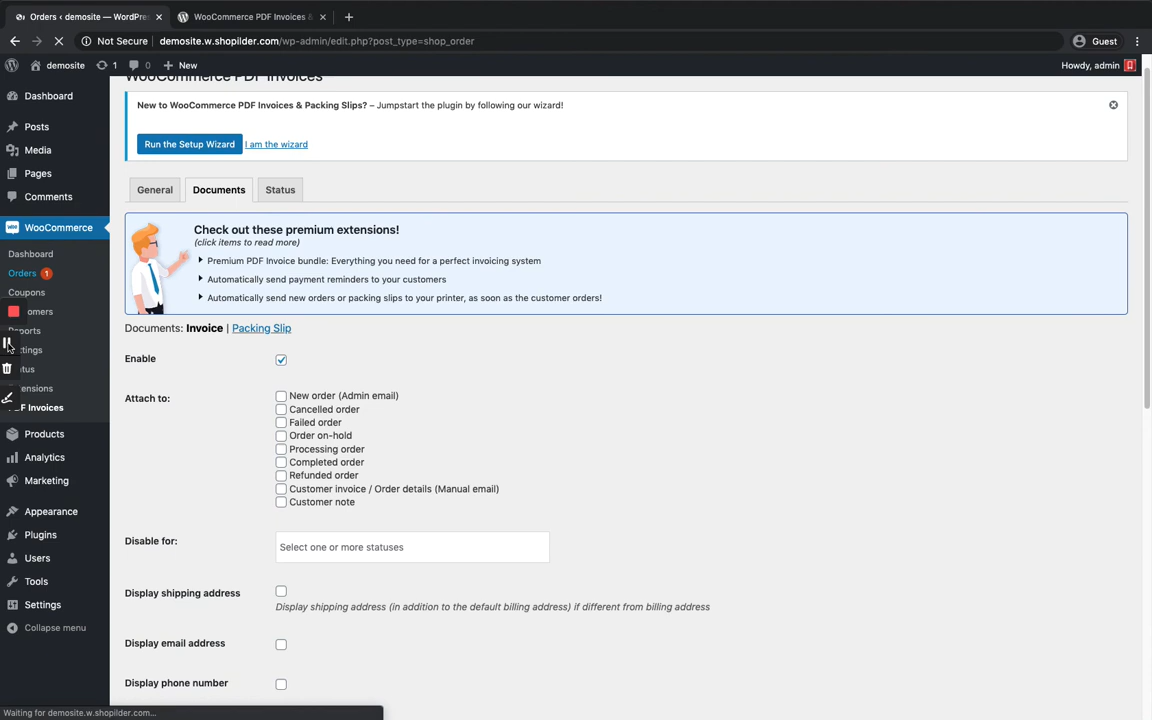 Orders ‹ demosite — WordPre
WooCommerce PDF Invoices &
Not Secure
demosite.w.shopilder.com/wp-admin/edit.php?post_type=shop_order
Guest
demosite
1
0
New
Howdy, admin
Dashboard
Posts
Media
Pages
Comments
WooCommerce
Dashboard
Orders 1
Coupons
omers
Reports
ttings
atus
tensions
PDF Invoices
Products
Analytics
Marketing
Appearance
Plugins
Users
Tools
Settings
Collapse menu
WooCommerce PDF Invoices
New to WooCommerce PDF Invoices & Packing Slips? – Jumpstart the plugin by following our wizard!
Run the Setup Wizard
I am the wizard
General
Documents
Status
Check out these premium extensions!
(click items to read more)
Premium PDF Invoice bundle: Everything you need for a perfect invoicing system
Automatically send payment reminders to your customers
Automatically send new orders or packing slips to your printer, as soon as the customer orders!
Documents: Invoice | Packing Slip
Enable
Attach to:
New order (Admin email)
Cancelled order
Failed order
Order on-hold
Processing order
Completed order
Refunded order
Customer invoice / Order details (Manual email)
Customer note
Disable for:
Select one or more statuses
Display shipping address
Display shipping address (in addition to the default billing address) if different from billing address
Display email address
Display phone number
Waiting for demosite.w.shopilder.com...